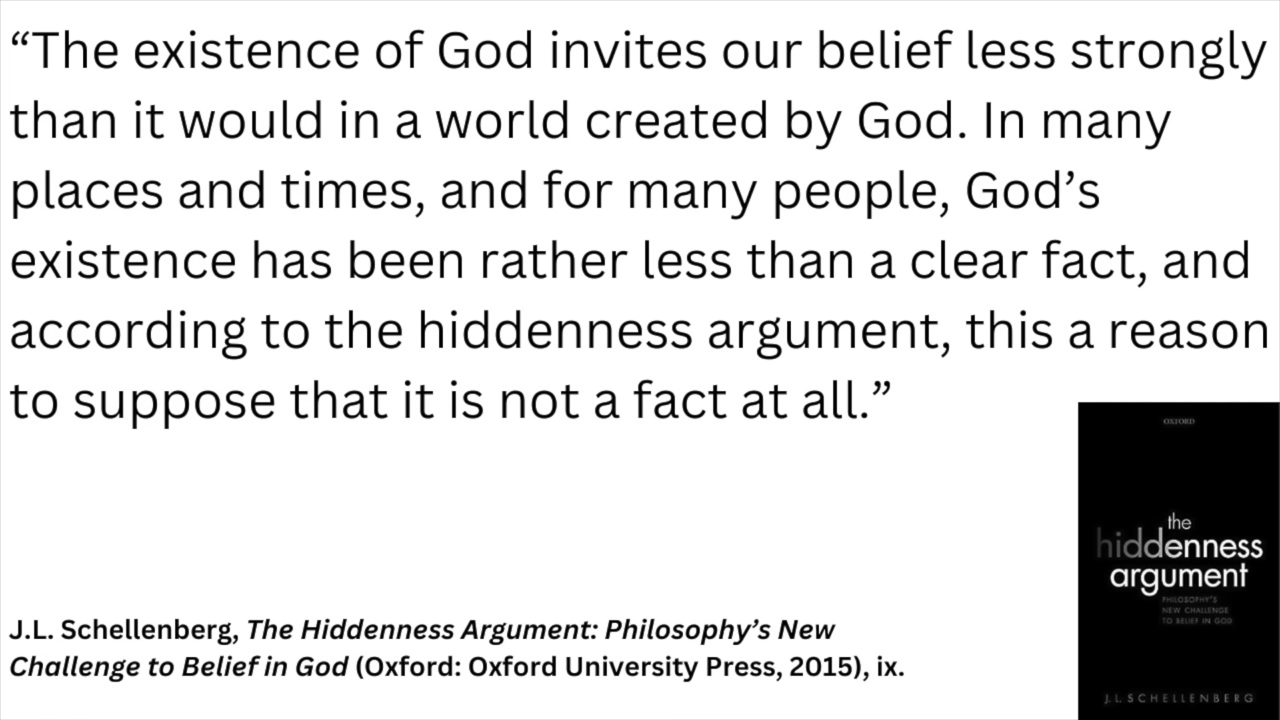 “The existence of God invites our belief less strongly
than it would in a world created by God. In many
places and times, and for many people, God’s
existence has been rather less than a clear fact, and
according to the hiddenness argument, this a reason
to suppose that it is not a fact at all.”
OXFORD
the
hiddenness
argument
PHILOSOPHY’S
NEW CHALLENGE
TO BELIEF IN GOD
J.L. SCHELLENBERG
J.L. Schellenberg, The Hiddenness Argument: Philosophy’s New
Challenge to Belief in God (Oxford: Oxford University Press, 2015), ix.